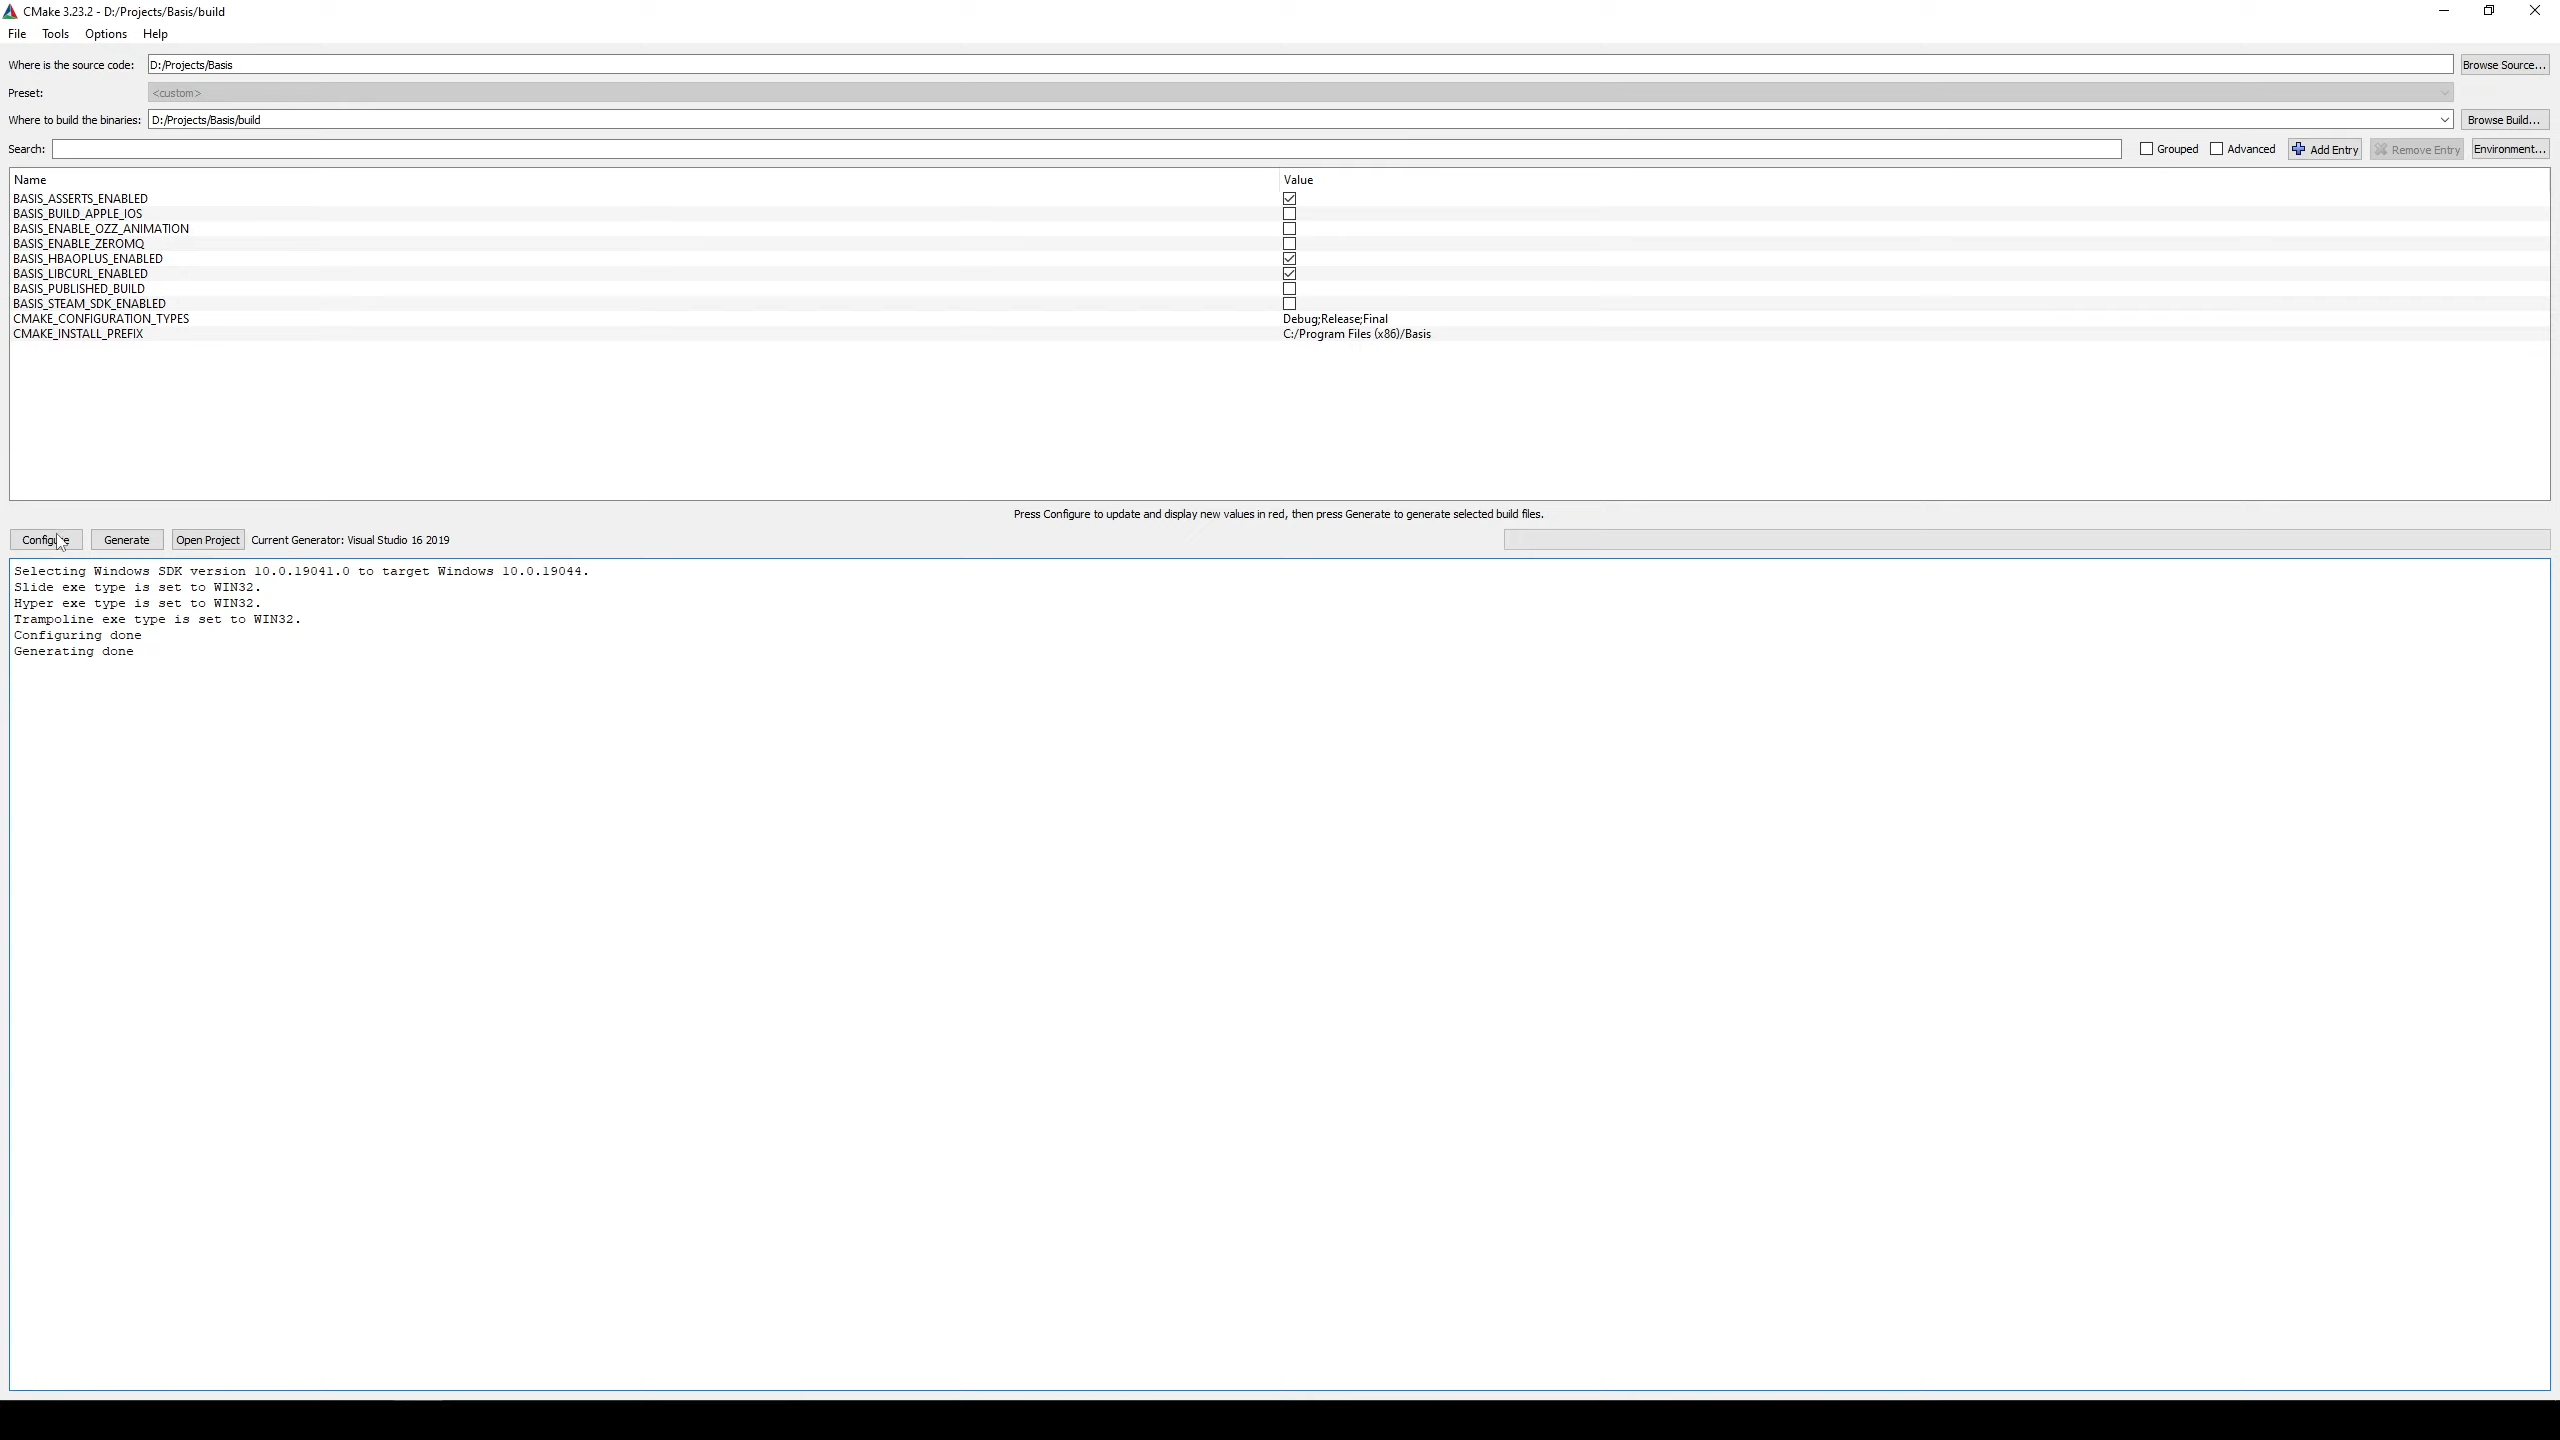 CMake 3.23.2 - D:/Projects/Basis/build
File Tools Options Help
Where is the source code: D:/Projects/Basis Browse Source...
Preset: <custom>
Where to build the binaries: D:/Projects/Basis/build Browse Build...
Search: Grouped Advanced Add Entry Remove Entry Environment...
Name Value
BASIS_ASSERTS_ENABLED
BASIS_BUILD_APPLE_IOS
BASIS_ENABLE_OZZ_ANIMATION
BASIS_ENABLE_ZEROMQ
BASIS_HBAOPLUS_ENABLED
BASIS_LIBCURL_ENABLED
BASIS_PUBLISHED_BUILD
BASIS_STEAM_SDK_ENABLED
CMAKE_CONFIGURATION_TYPES Debug;Release;Final
CMAKE_INSTALL_PREFIX C:/Program Files (x86)/Basis
Press Configure to update and display new values in red, then press Generate to generate selected build files.
Configure Generate Open Project Current Generator: Visual Studio 16 2019
Selecting Windows SDK version 10.0.19041.0 to target Windows 10.0.19044.
Slide exe type is set to WIN32.
Hyper exe type is set to WIN32.
Trampoline exe type is set to WIN32.
Configuring done
Generating done